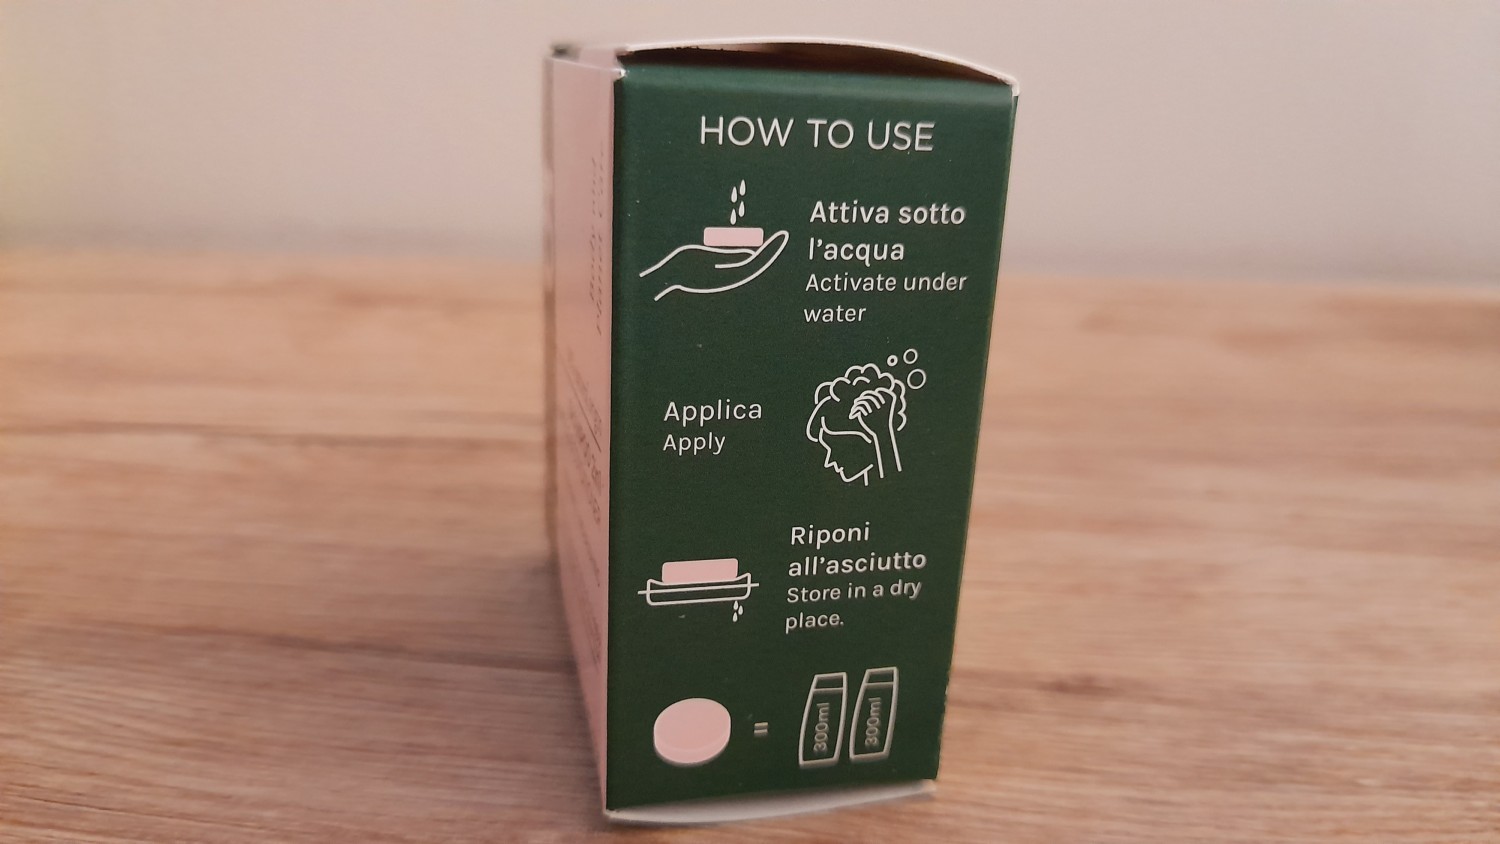 HOW TO USE
Attiva sotto
l'acqua
Activate under
water
Applica
Apply
Riponi
all'asciutto
Store in a dry
place.
=
300ml
300ml